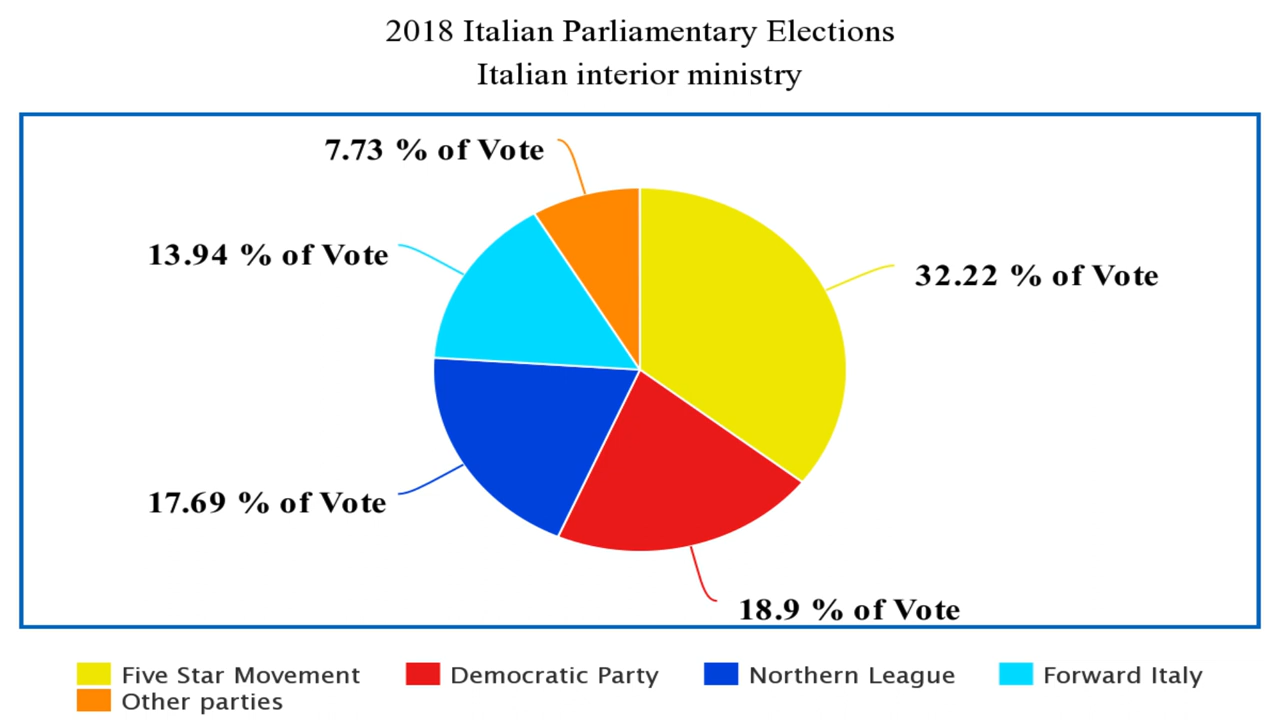 2018 Italian Parliamentary Elections
Italian interior ministry
7.73 % of Vote
13.94 % of Vote
32.22 % of Vote
17.69 % of Vote
18.9 % of Vote
Five Star Movement
Democratic Party
Northern League
Forward Italy
Other parties